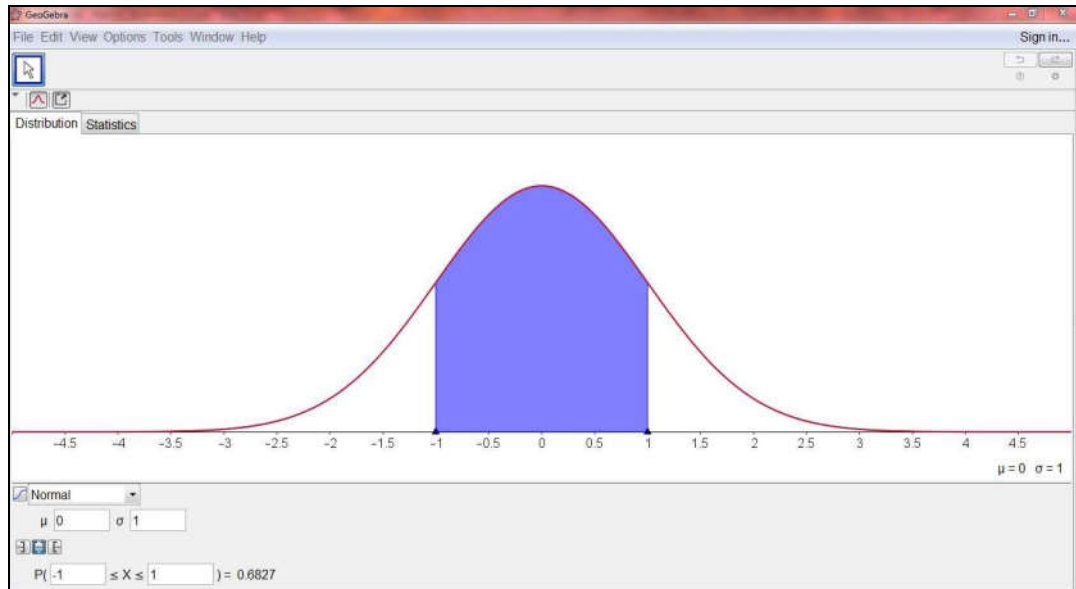 GeoGebra
File Edit View Options Tools Window Help
Sign in...
Distribution Statistics
-4.5 -4 -3.5 -3 -2.5 -2 -1.5 -1 -0.5 0 0.5 1 1.5 2 2.5 3 3.5 4 4.5
μ = 0 σ = 1
Normal
μ 0 σ 1
P( -1 ≤ X ≤ 1 ) = 0.6827